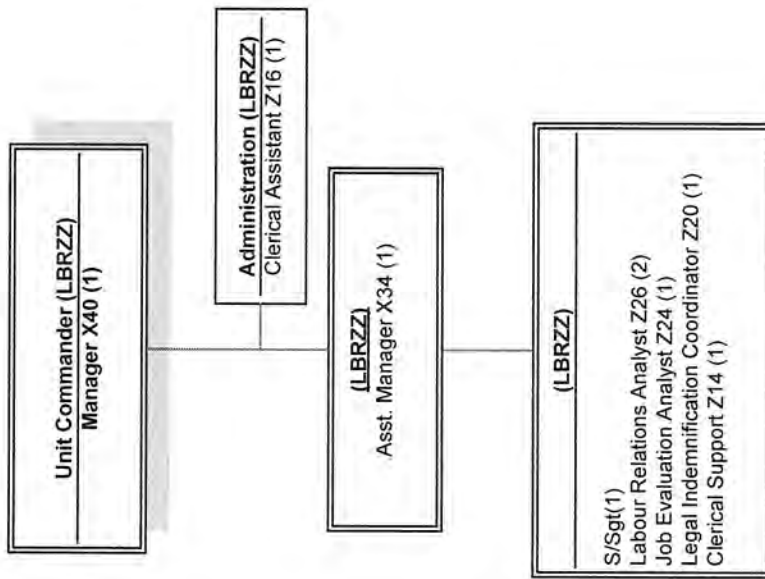 Unit Commander (LBRZZ)
Manager X40 (1)
Administration (LBRZZ)
Clerical Assistant Z16 (1)
(LBRZZ)
Asst. Manager X34 (1)
(LBRZZ)
S/Sgt(1)
Labour Relations Analyst Z26 (2)
Job Evaluation Analyst Z24 (1)
Legal Indemnification Coordinator Z20 (1)
Clerical Support Z14 (1)